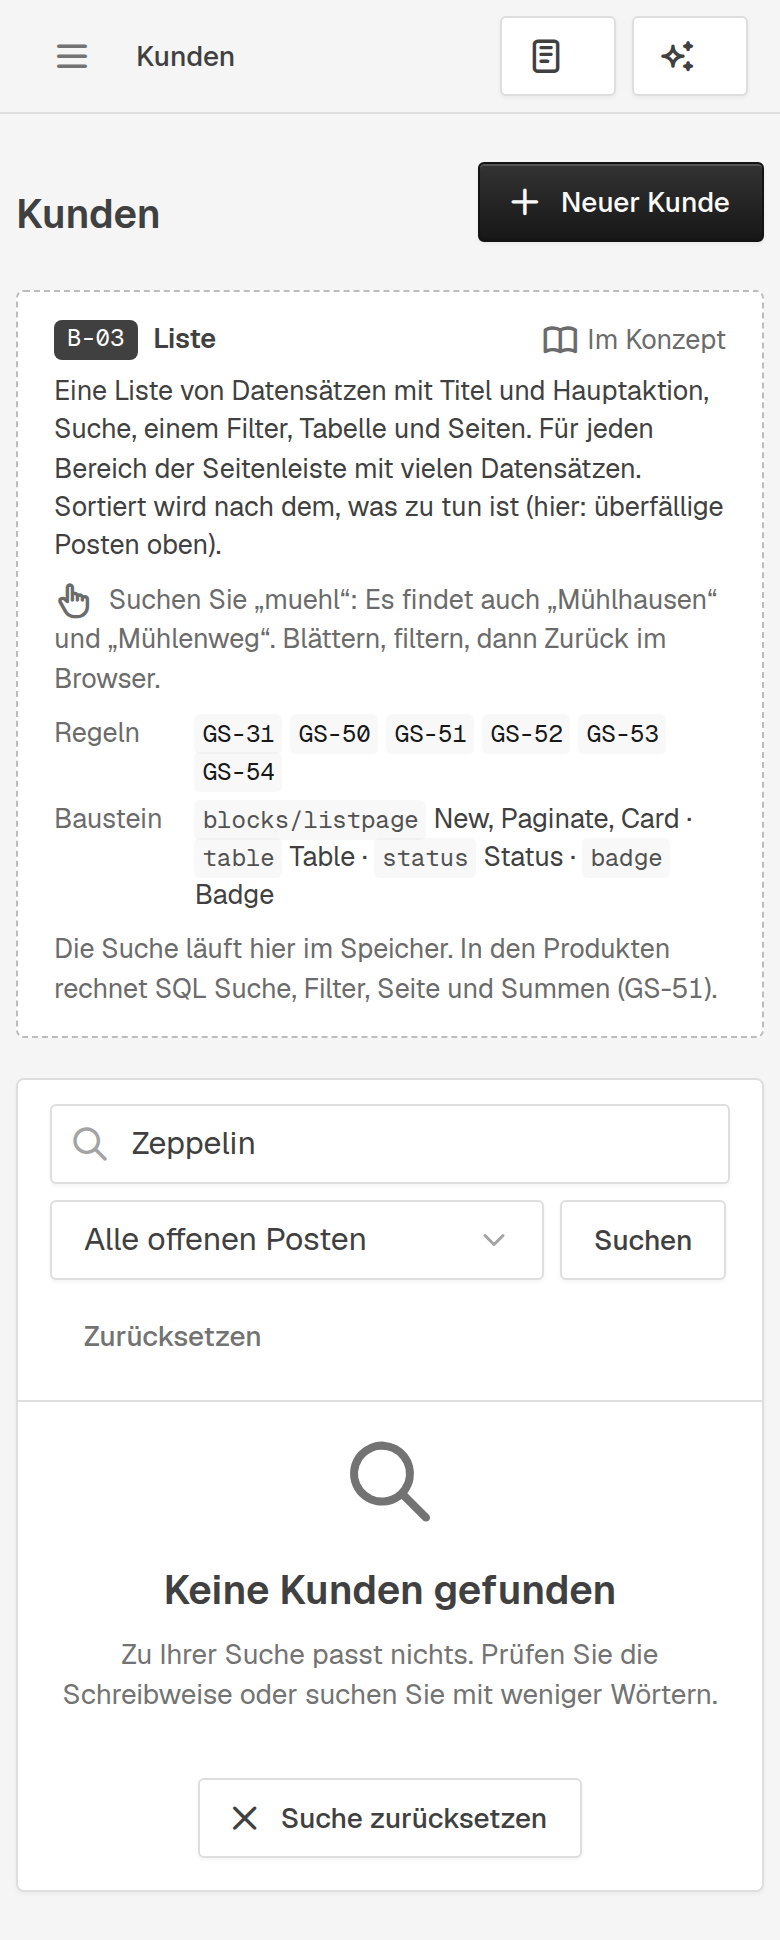 Kunden
Kunden
Neuer Kunde
B-03 Liste
Im Konzept
Eine Liste von Datensätzen mit Titel und Hauptaktion,
Suche, einem Filter, Tabelle und Seiten. Für jeden
Bereich der Seitenleiste mit vielen Datensätzen.
Sortiert wird nach dem, was zu tun ist (hier: überfällige
Posten oben).
Suchen Sie „muehl“: Es findet auch „Mühlhausen“
und „Mühlenweg“. Blättern, filtern, dann Zurück im
Browser.
Regeln GS-31 GS-50 GS-51 GS-52 GS-53
GS-54
Baustein blocks/listpage New, Paginate, Card ·
table Table · status Status · badge
Badge
Die Suche läuft hier im Speicher. In den Produkten
rechnet SQL Suche, Filter, Seite und Summen (GS-51).
Zeppelin
Alle offenen Posten
Suchen
Zurücksetzen
Keine Kunden gefunden
Zu Ihrer Suche passt nichts. Prüfen Sie die
Schreibweise oder suchen Sie mit weniger Wörtern.
Suche zurücksetzen